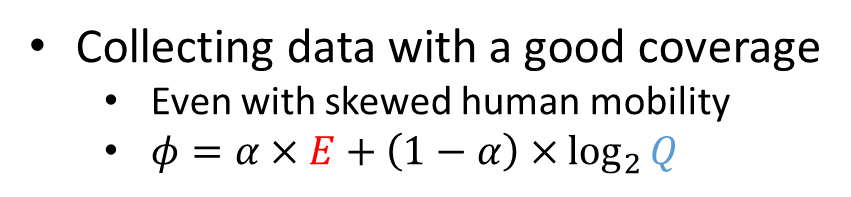 • Collecting data with a good coverage
• Even with skewed human mobility
• 𝜙 = 𝛼 × 𝐸 + (1 − 𝛼) × log₂ 𝑄